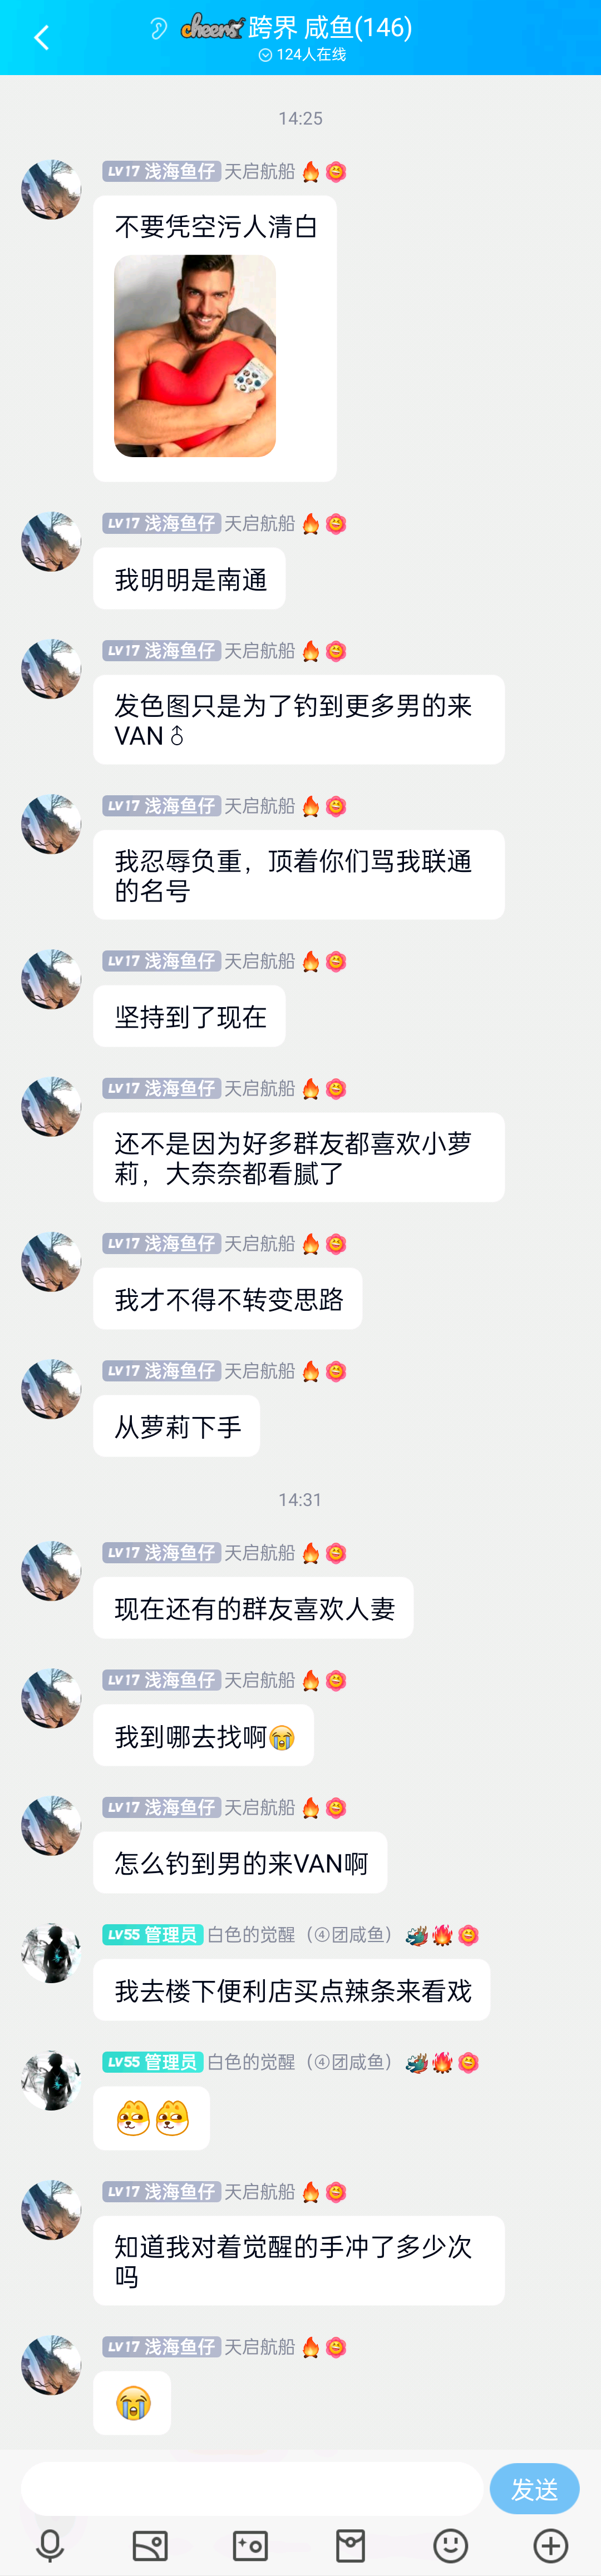 cheers 跨界 咸鱼(146)
124人在线
14:25
LV17 浅海鱼仔 天启航船
不要凭空污人清白
LV17 浅海鱼仔 天启航船
我明明是南通
LV17 浅海鱼仔 天启航船
发色图只是为了钓到更多男的来
VAN♂
LV17 浅海鱼仔 天启航船
我忍辱负重，顶着你们骂我联通
的名号
LV17 浅海鱼仔 天启航船
坚持到了现在
LV17 浅海鱼仔 天启航船
还不是因为好多群友都喜欢小萝
莉，大奈奈都看腻了
LV17 浅海鱼仔 天启航船
我才不得不转变思路
LV17 浅海鱼仔 天启航船
从萝莉下手
14:31
LV17 浅海鱼仔 天启航船
现在还有的群友喜欢人妻
LV17 浅海鱼仔 天启航船
我到哪去找啊😭
LV17 浅海鱼仔 天启航船
怎么钓到男的来VAN啊
LV55 管理员 白色的觉醒（④团咸鱼）
我去楼下便利店买点辣条来看戏
LV55 管理员 白色的觉醒（④团咸鱼）
LV17 浅海鱼仔 天启航船
知道我对着觉醒的手冲了多少次
吗
LV17 浅海鱼仔 天启航船
😭
发送